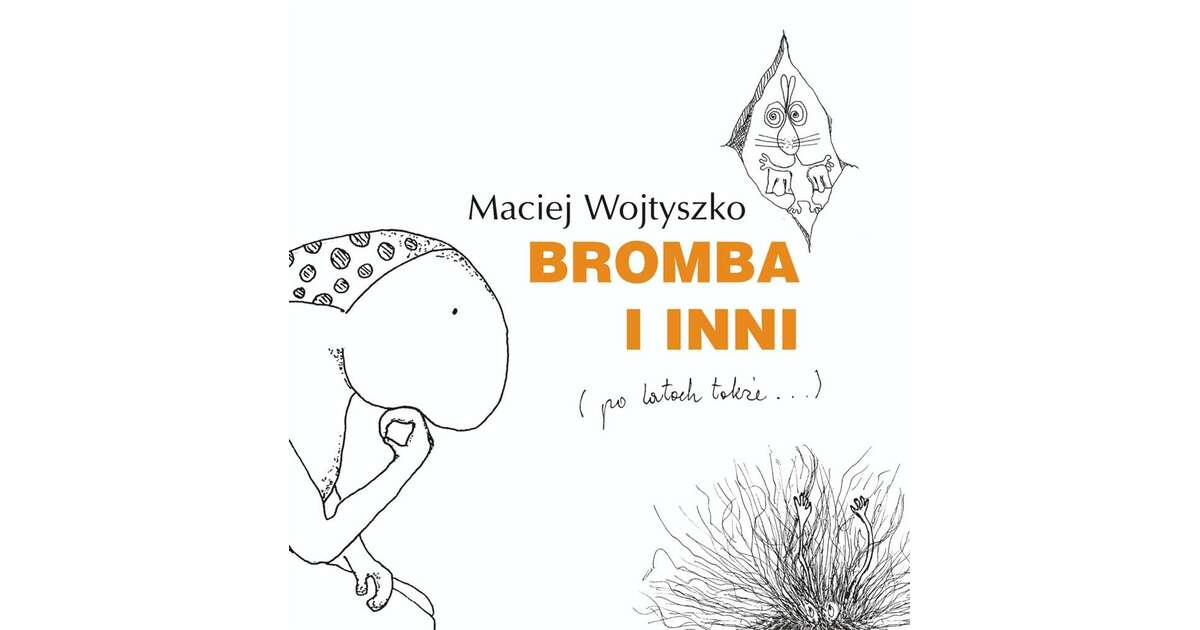 Maciej Wojtyszko
BROMBA
I INNI
(po latach także...)